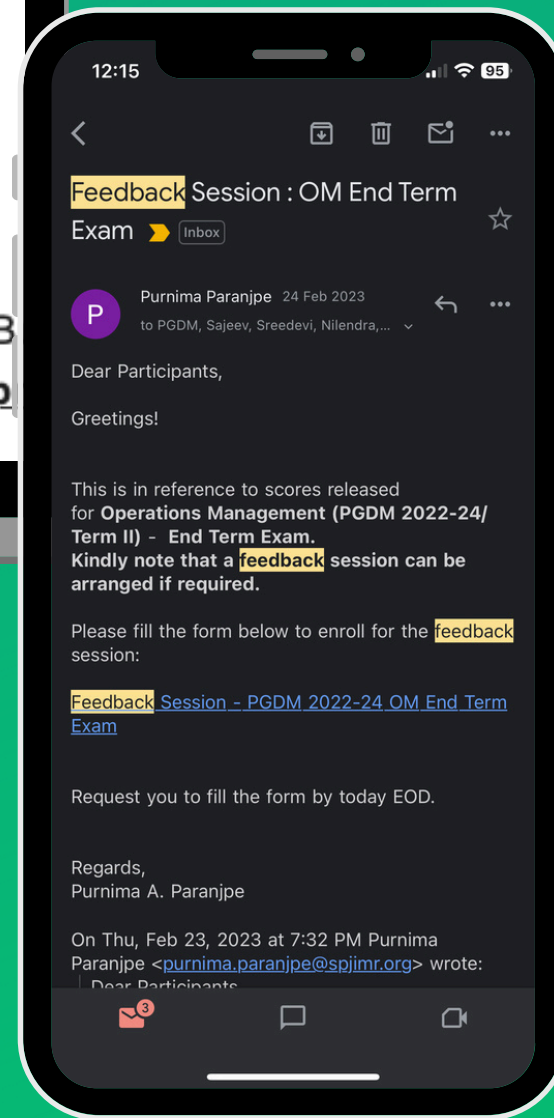 12:15
95
Feedback Session : OM End Term
Exam
Inbox
P
Purnima Paranjpe 24 Feb 2023
to PGDM, Sajeev, Sreedevi, Nilendra,...
Dear Participants,
Greetings!
This is in reference to scores released
for Operations Management (PGDM 2022-24/
Term II) - End Term Exam.
Kindly note that a feedback session can be
arranged if required.
Please fill the form below to enroll for the feedback
session:
Feedback Session - PGDM 2022-24 OM End Term
Exam
Request you to fill the form by today EOD.
Regards,
Purnima A. Paranjpe
On Thu, Feb 23, 2023 at 7:32 PM Purnima
Paranjpe <purnima.paranjpe@spjimr.org> wrote:
Dear Participants
3